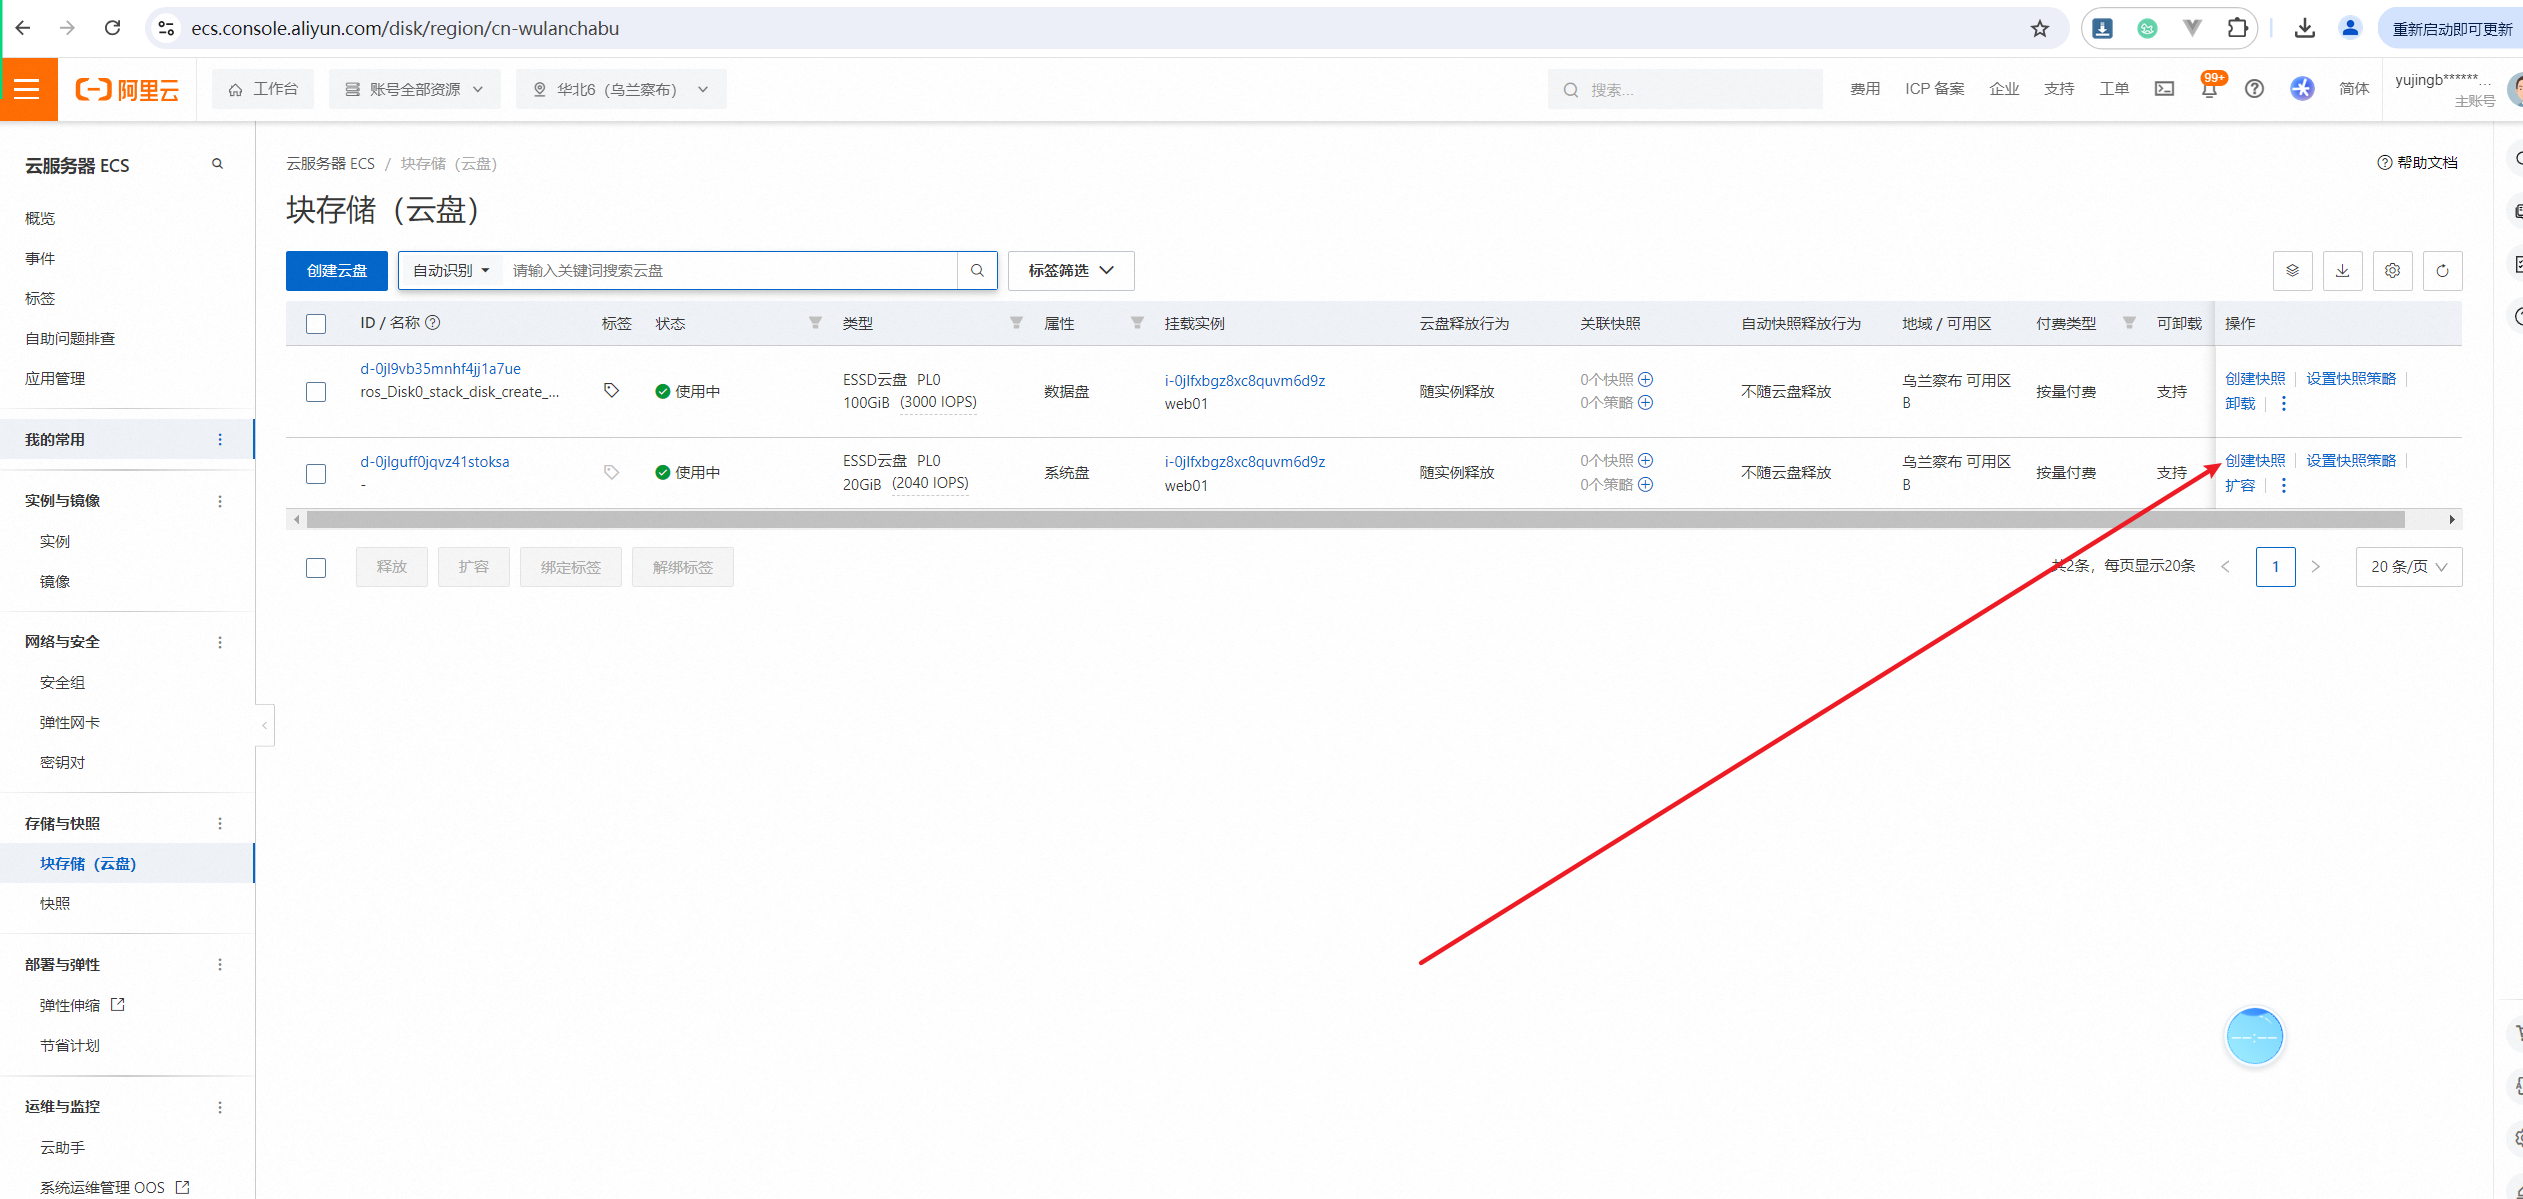 ecs.console.aliyun.com/disk/region/cn-wulanchabu
重新启动即可更新
阿里云
工作台
账号全部资源
华北6（乌兰察布）
搜索...
费用
ICP 备案
企业
支持
工单
99+
简体
yujingb******...
主账号
云服务器 ECS
概览
事件
标签
自助问题排查
应用管理
我的常用
实例与镜像
实例
镜像
网络与安全
安全组
弹性网卡
密钥对
存储与快照
块存储（云盘）
快照
部署与弹性
弹性伸缩
节省计划
运维与监控
云助手
系统运维管理 OOS
云服务器 ECS / 块存储（云盘）
帮助文档
块存储（云盘）
创建云盘
自动识别
请输入关键词搜索云盘
标签筛选
ID / 名称 标签 状态 类型 属性 挂载实例 云盘释放行为 关联快照 自动快照释放行为 地域 / 可用区 付费类型 可卸载 操作
d-0jl9vb35mnhf4jj1a7ue
ros_Disk0_stack_disk_create_...
使用中
ESSD云盘 PL0
100GiB (3000 IOPS)
数据盘
i-0jlfxbgz8xc8quvm6d9z
web01
随实例释放
0个快照
0个策略
不随云盘释放
乌兰察布 可用区
B
按量付费
支持
创建快照
设置快照策略
卸载
d-0jlguff0jqvz41stoksa
-
使用中
ESSD云盘 PL0
20GiB (2040 IOPS)
系统盘
i-0jlfxbgz8xc8quvm6d9z
web01
随实例释放
0个快照
0个策略
不随云盘释放
乌兰察布 可用区
B
按量付费
支持
创建快照
设置快照策略
扩容
释放
扩容
绑定标签
解绑标签
共2条，每页显示20条
1
20 条/页